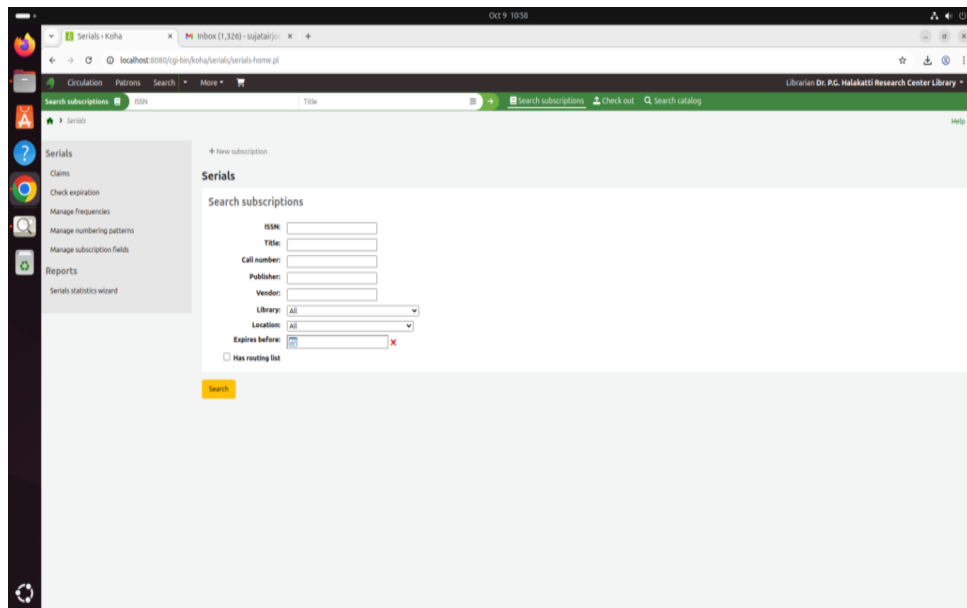 Oct 9 10:38
Serials › Koha
Inbox (1,326) - sujatairjo
localhost:8080/cgi-bin/koha/serials/serials-home.pl
Circulation Patrons Search More
Librarian Dr. P.G. Halakatti Research Center Library
Search subscriptions ISSN Title Search subscriptions Check out Search catalog
Serials Help
Serials
Claims
Check expiration
Manage frequencies
Manage numbering patterns
Manage subscription fields
Reports
Serials statistics wizard
+ New subscription
Serials
Search subscriptions
ISSN:
Title:
Call number:
Publisher:
Vendor:
Library: All
Location: All
Expires before:
Has routing list
Search